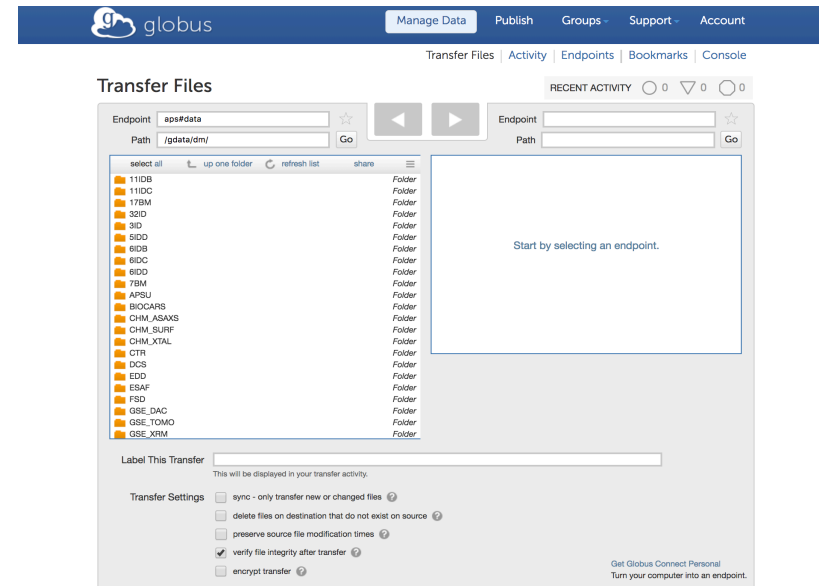 globus
Manage Data Publish Groups Support Account
Transfer Files | Activity | Endpoints | Bookmarks | Console
Transfer Files
RECENT ACTIVITY 0 0 0
Endpoint aps#data
Path /gdata/dm/ Go
Endpoint
Path Go
select all up one folder refresh list share
11IDB Folder
11IDC Folder
17BM Folder
32ID Folder
3ID Folder
5IDD Folder
6IDB Folder
6IDC Folder
6IDD Folder
7BM Folder
APSU Folder
BIOCARS Folder
CHM_ASAXS Folder
CHM_SURF Folder
CHM_XTAL Folder
CTR Folder
DCS Folder
EDD Folder
ESAF Folder
FSD Folder
GSE_DAC Folder
GSE_TOMO Folder
GSE_XRM Folder
Start by selecting an endpoint.
Label This Transfer
This will be displayed in your transfer activity.
Transfer Settings sync - only transfer new or changed files ?
delete files on destination that do not exist on source ?
preserve source file modification times ?
verify file integrity after transfer ?
encrypt transfer ?
Get Globus Connect Personal
Turn your computer into an endpoint.